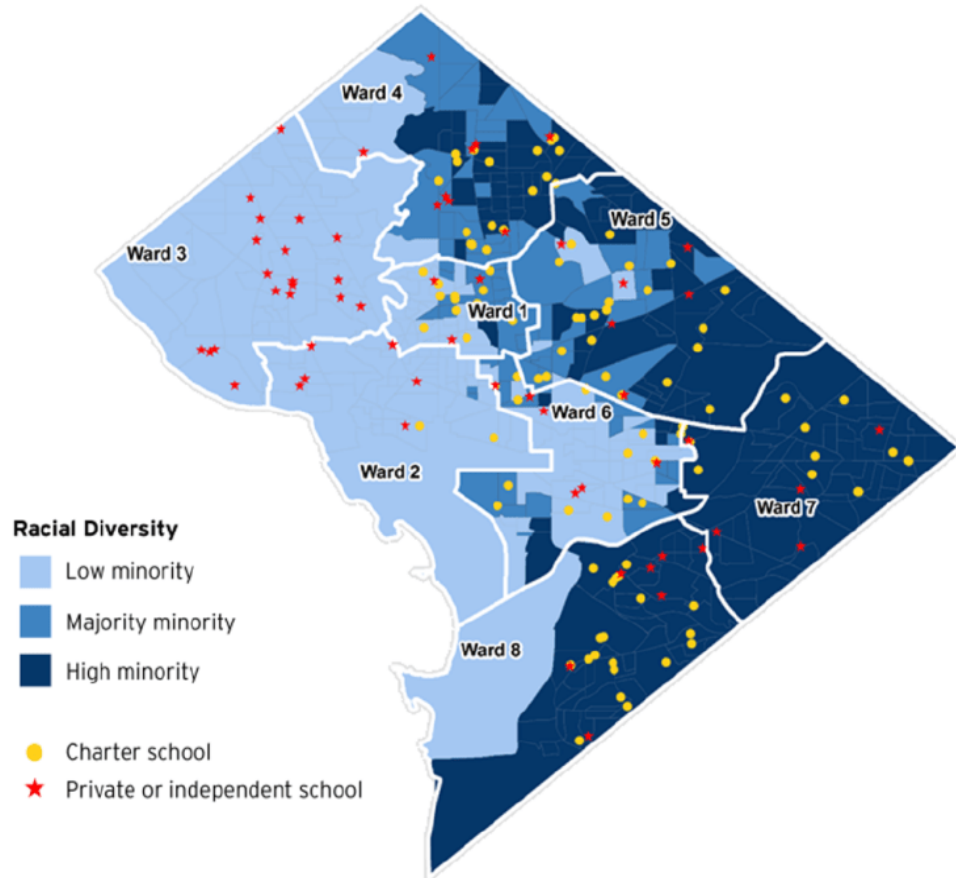 Ward 4
Ward 5
Ward 3
Ward 1
Ward 6
Ward 2
Ward 7
Ward 8
Racial Diversity
Low minority
Majority minority
High minority
Charter school
Private or independent school